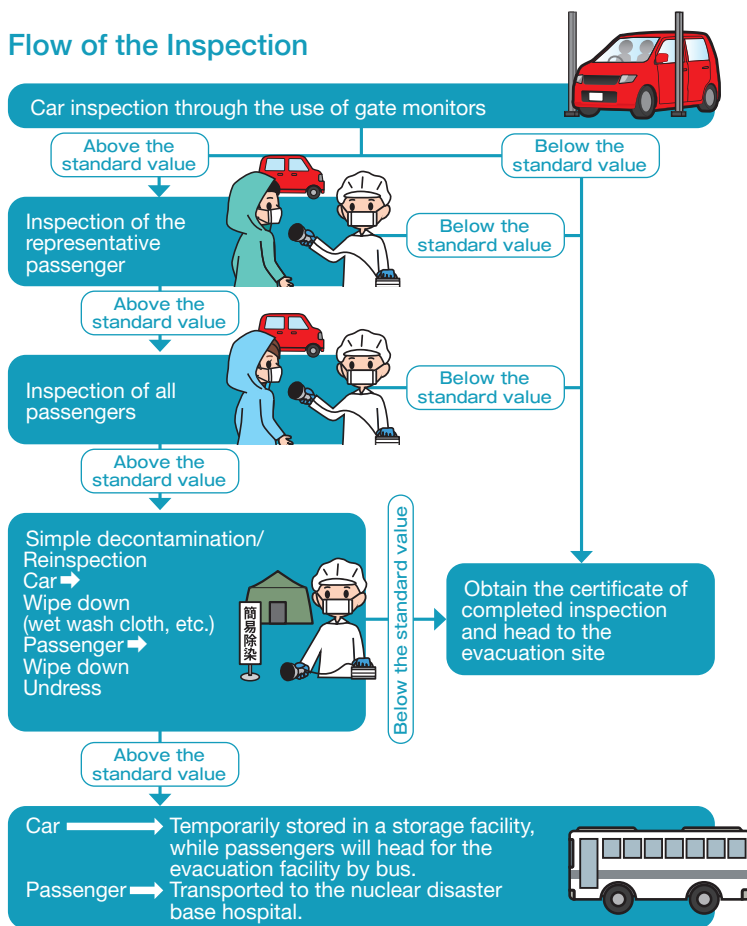 Flow of the Inspection
Car inspection through the use of gate monitors
Above the
standard value
Below the
standard value
Inspection of the
representative
passenger
Below the
standard value
Above the
standard value
Inspection of all
passengers
Below the
standard value
Above the
standard value
Simple decontamination/
Reinspection
Car ➡
Wipe down
(wet wash cloth, etc.)
Passenger ➡
Wipe down
Undress
簡易除染
Below the standard value
Obtain the certificate of
completed inspection
and head to the
evacuation site
Above the
standard value
Car ➡ Temporarily stored in a storage facility,
while passengers will head for the
evacuation facility by bus.
Passenger ➡ Transported to the nuclear disaster
base hospital.